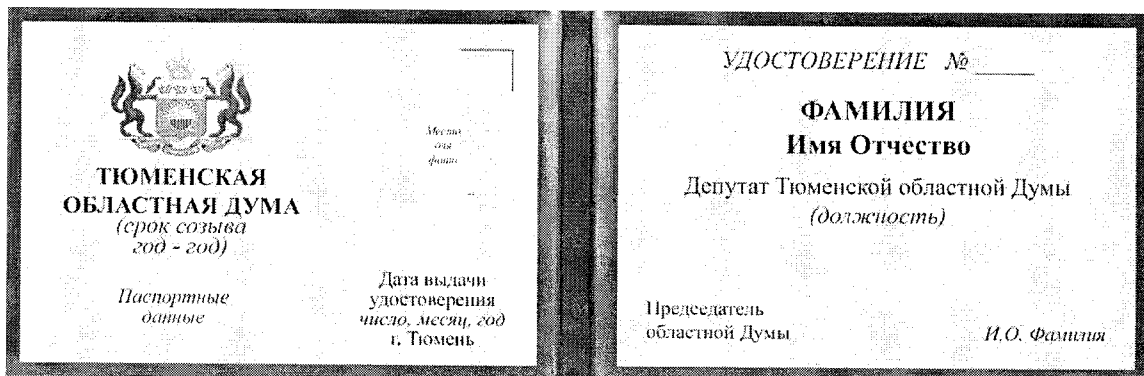 ТЮМЕНСКАЯ
ОБЛАСТНАЯ ДУМА
(срок созыва
год - год)
Паспортные
данные
Место
для
фото
Дата выдачи
удостоверения
число, месяц, год
г. Тюмень
УДОСТОВЕРЕНИЕ №_____
ФАМИЛИЯ
Имя Отчество
Депутат Тюменской областной Думы
(должность)
Председатель
областной Думы
И.О. Фамилия